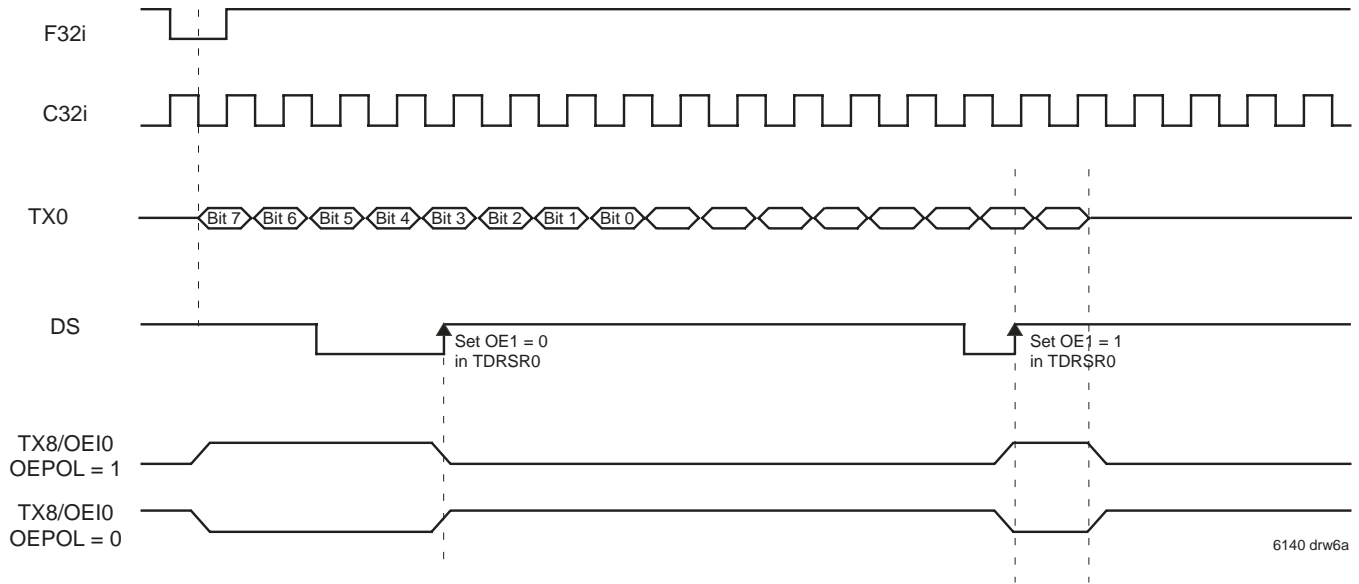 F32i
C32i
TX0
Bit 7 Bit 6 Bit 5 Bit 4 Bit 3 Bit 2 Bit 1 Bit 0
DS
Set OE1 = 0
in TDRSR0
Set OE1 = 1
in TDRSR0
TX8/OEI0
OEPOL = 1
TX8/OEI0
OEPOL = 0
6140 drw6a